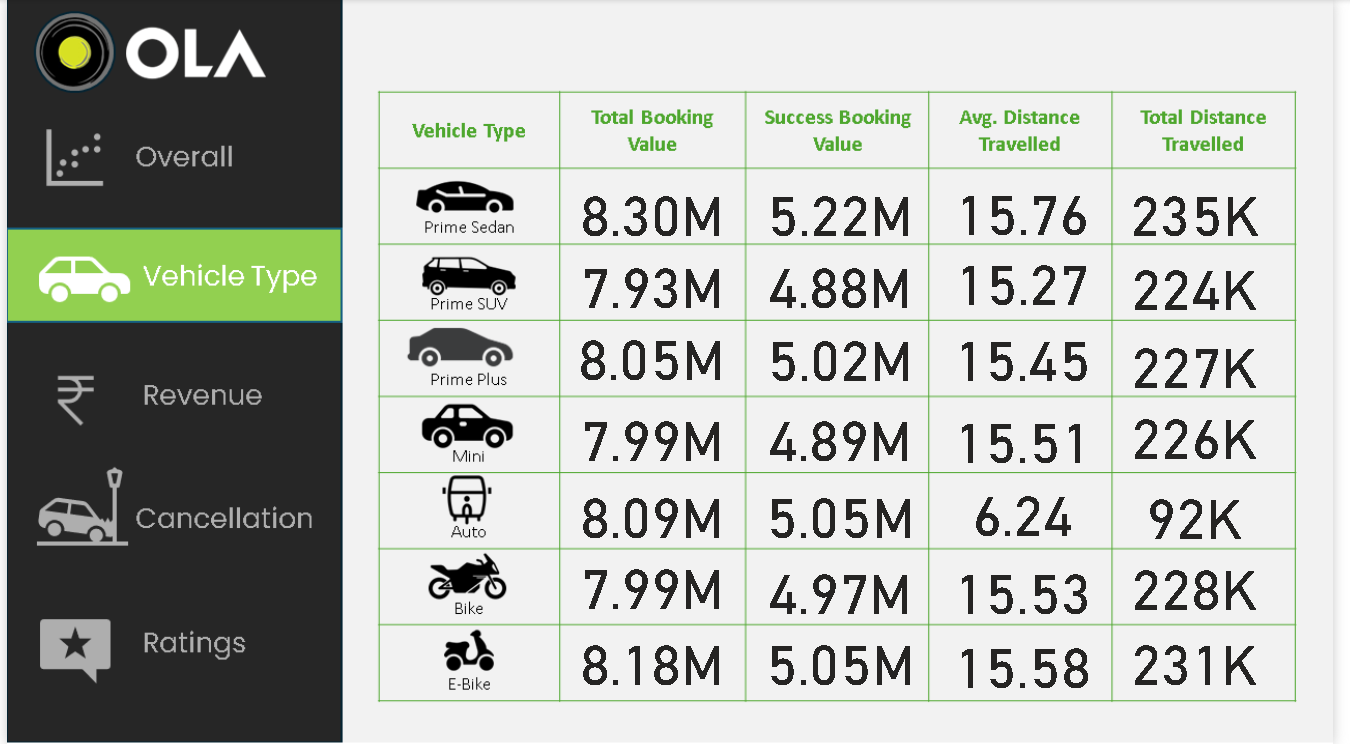 OLA
Overall
Vehicle Type
Revenue
Cancellation
Ratings
Vehicle Type Total Booking Value Success Booking Value Avg. Distance Travelled Total Distance Travelled
Prime Sedan 8.30M 5.22M 15.76 235K
Prime SUV 7.93M 4.88M 15.27 224K
Prime Plus 8.05M 5.02M 15.45 227K
Mini 7.99M 4.89M 15.51 226K
Auto 8.09M 5.05M 6.24 92K
Bike 7.99M 4.97M 15.53 228K
E-Bike 8.18M 5.05M 15.58 231K